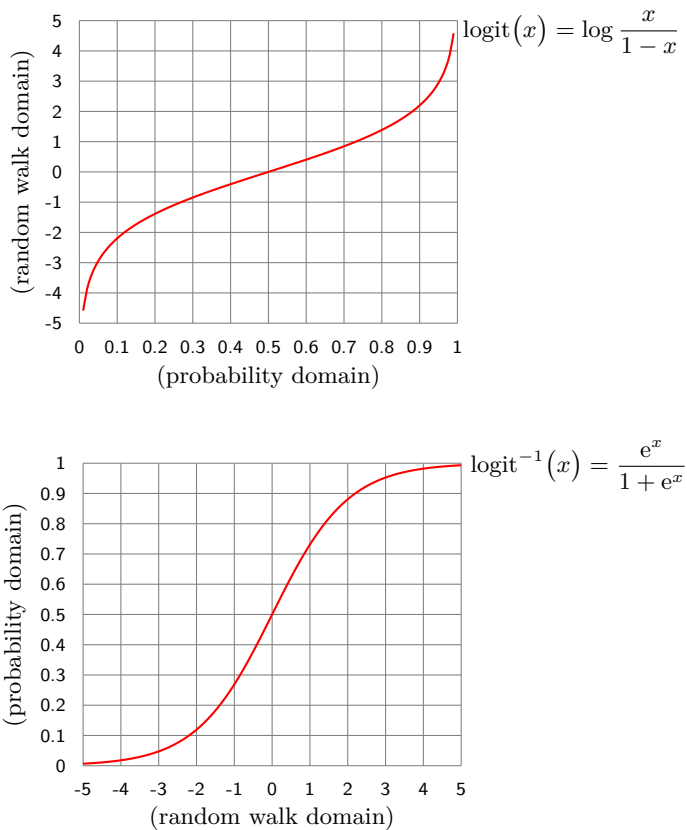 5
4
3
2
1
0
-1
-2
-3
-4
-5
(random walk domain)
logit(x) = log x / 1 − x
0 0.1 0.2 0.3 0.4 0.5 0.6 0.7 0.8 0.9 1
(probability domain)
1
0.9
0.8
0.7
0.6
0.5
0.4
0.3
0.2
0.1
0
(probability domain)
logit⁻¹(x) = eˣ / 1 + eˣ
-5 -4 -3 -2 -1 0 1 2 3 4 5
(random walk domain)